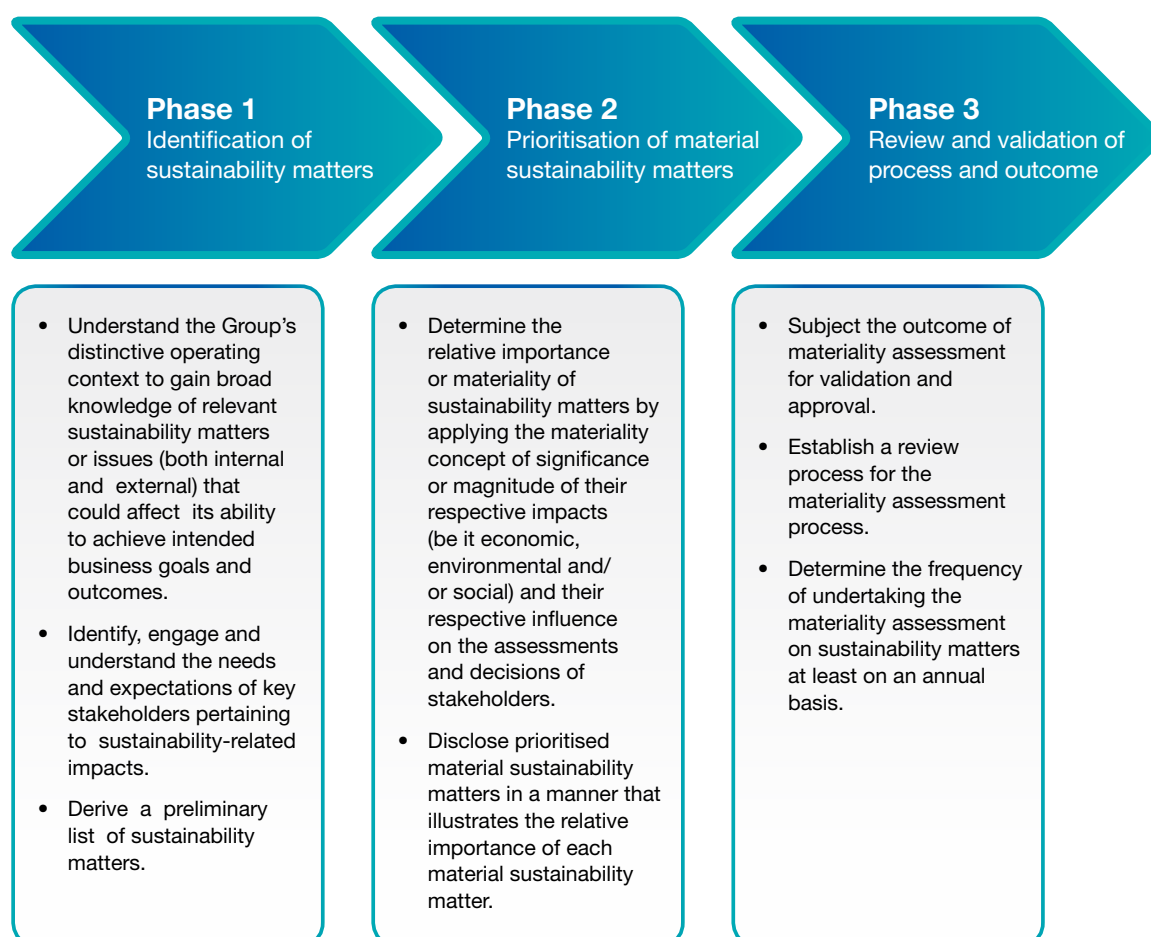 Phase 1
Identification of
sustainability matters
Phase 2
Prioritisation of material
sustainability matters
Phase 3
Review and validation of
process and outcome
• Understand the Group's
distinctive operating
context to gain broad
knowledge of relevant
sustainability matters
or issues (both internal
and external) that
could affect its ability
to achieve intended
business goals and
outcomes.
• Identify, engage and
understand the needs
and expectations of key
stakeholders pertaining
to sustainability-related
impacts.
• Derive a preliminary
list of sustainability
matters.
• Determine the
relative importance
or materiality of
sustainability matters by
applying the materiality
concept of significance
or magnitude of their
respective impacts
(be it economic,
environmental and/
or social) and their
respective influence
on the assessments
and decisions of
stakeholders.
• Disclose prioritised
material sustainability
matters in a manner that
illustrates the relative
importance of each
material sustainability
matter.
• Subject the outcome of
materiality assessment
for validation and
approval.
• Establish a review
process for the
materiality assessment
process.
• Determine the frequency
of undertaking the
materiality assessment
on sustainability matters
at least on an annual
basis.